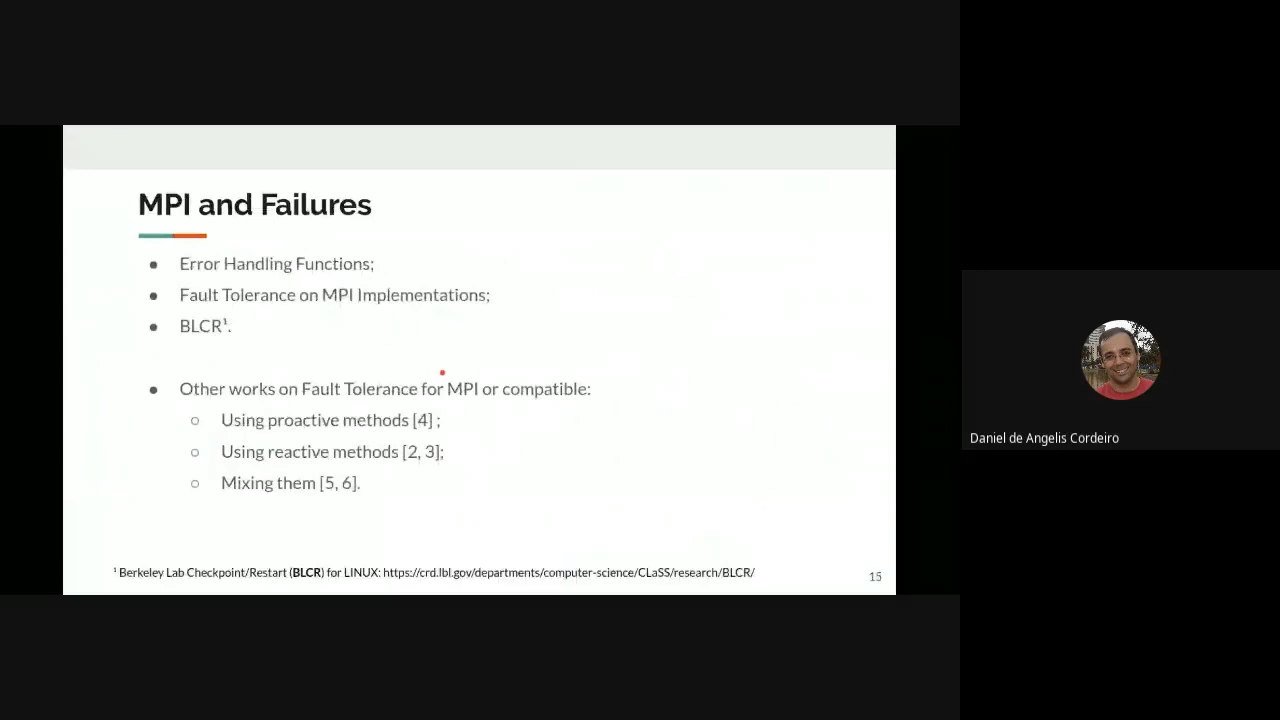 MPI and Failures
● Error Handling Functions;
● Fault Tolerance on MPI Implementations;
● BLCR¹.
● Other works on Fault Tolerance for MPI or compatible:
○ Using proactive methods [4] ;
○ Using reactive methods [2, 3];
○ Mixing them [5, 6].
¹ Berkeley Lab Checkpoint/Restart (BLCR) for LINUX: https://crd.lbl.gov/departments/computer-science/CLaSS/research/BLCR/
15
Daniel de Angelis Cordeiro